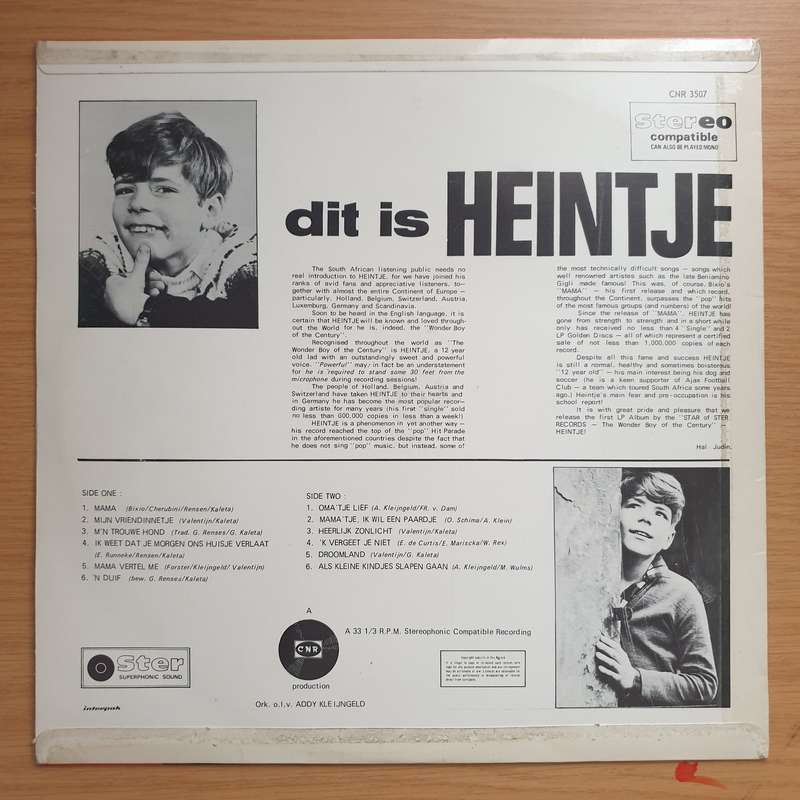 CNR 3507
Stereo
compatible
CAN ALSO BE PLAYED MONO
dit is HEINTJE
The South African listening public needs no
real introduction to HEINTJE, for we have joined his
ranks of avid fans and appreciative listeners, to-
gether with almost the entire Continent of Europe –
particularly, Holland, Belgium, Switzerland, Austria
Luxemburg, Germany and Scandinavia.
Soon to be heard in the English language, it is
certain that HEINTJE will be known and loved through-
out the World for he is, indeed, the "Wonder Boy
of the Century".
Recognised throughout the world as "The
Wonder Boy of the Century" is HEINTJE, a 12 year
old lad with an outstandingly sweet and powerful
voice. "Powerful" may in fact be an understatement
for he is required to stand some 30 feet from the
microphone during recording sessions!
The people of Holland, Belgium, Austria and
Switzerland have taken HEINTJE to their hearts and
in Germany he has become the most popular recor-
ding artiste for many years (his first "single" sold
no less than 600,000 copies in less than a week!)
HEINTJE is a phenomenon in yet another way –
his record reached the top of the "pop" Hit Parade
in the aforementioned countries despite the fact that
he does not sing "pop" music, but instead, some of
the most technically difficult songs – songs which
well renowned artistes such as the late Beniamino
Gigli made famous! This was, of course, Bixio's
"MAMA" – his first release and which record,
throughout the Continent, surpasses the "pop" hits
of the most famous groups (and numbers) of the world!
Since the release of "MAMA", HEINTJE has
gone from strength to strength and in a short while
only has received no less than 4 "Single" and 2
LP Golden Discs – all of which represent a certified
sale of not less than 1,000,000 copies of each
record.
Despite all this fame and success HEINTJE
is still a normal, healthy and sometimes boisterous
"12 year old" – his main interest being his dog and
soccer (he is a keen supporter of Ajax Football
Club – a team which toured South Africa some years
ago.) Heintje's main fear and pre-occupation is his
school report!
It is with great pride and pleasure that we
release the first LP Album by the "STAR of STER
RECORDS – The Wonder Boy of the Century" –
HEINTJE!
Hal Judin.
SIDE ONE :
1. MAMA (Bixio/Cherubini/Rensen/Kaleta)
2. MIJN VRIENDINNETJE (Valentijn/Kaleta)
3. M'N TROUWE HOND (Trad. G. Renses/G. Kaleta)
4. IK WEET DAT JE MORGEN ONS HUISJE VERLAAT
(E. Runneke/Rensen/Kaleta)
5. MAMA VERTEL ME (Forster/Kleijngeld/Valentijn)
6. 'N DUIF (bew. G. Rensej/Kaleta)
SIDE TWO :
1. OMA'TJE LIEF (A. Kleijngeld/FR. v. Dam)
2. MAMA'TJE, IK WIL EEN PAARDJE (O. Schima/A. Klein)
3. HEERLIJK ZONLICHT (Valentijn/Kaleta)
4. 'K VERGEET JE NIET (E. de Curtis/E. Mariscka/W. Rex)
5. DROOMLAND (Valentijn/G. Kaleta)
6. ALS KLEINE KINDJES SLAPEN GAAN (A. Kleijngeld/M. Wulms)
Ster
SUPERPHONIC SOUND
interpak
A
CNR
production
A 33 1/3 R.P.M. Stereophonic Compatible Recording
Ork. o.l.v. ADDY KLEIJNGELD